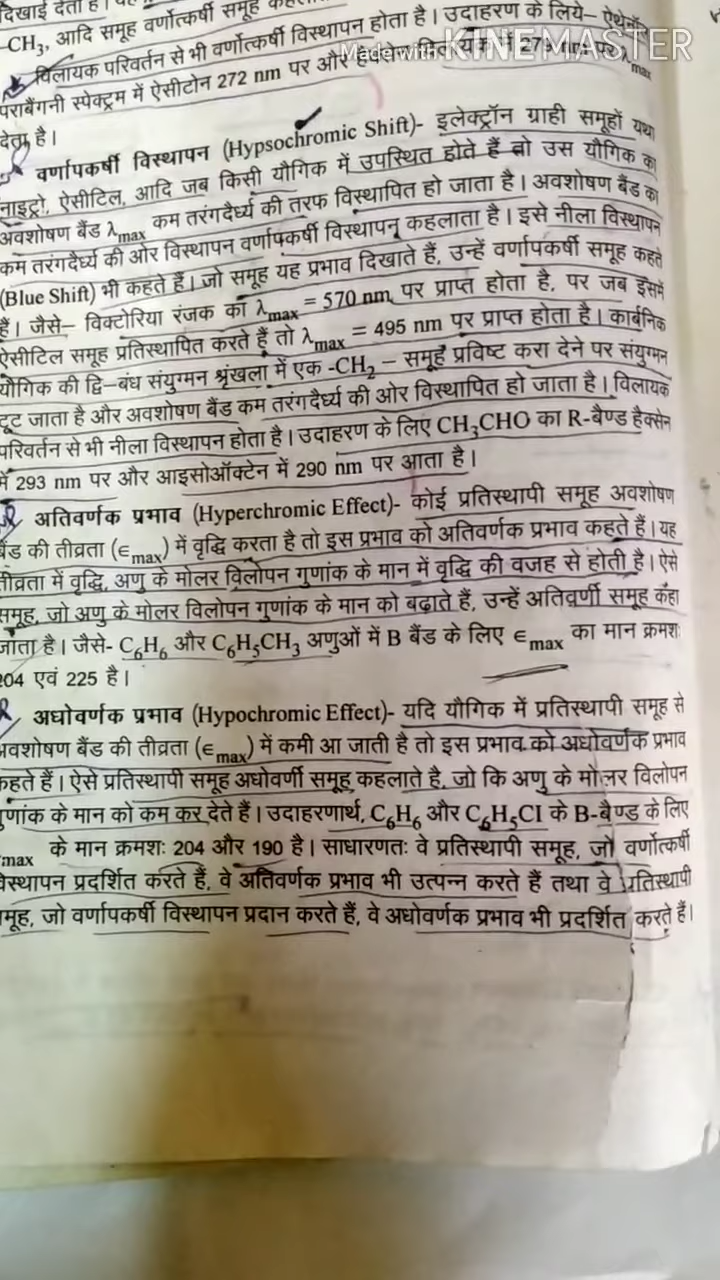 दिखाई देता है।
-CH₃, आदि समूह वर्णोत्कर्षी समूह
विलायक परिवर्तन से भी वर्णोत्कर्षी विस्थापन होता है। उदाहरण के लिये– ऐथेनॉल
पराबैंगनी स्पेक्ट्रम में ऐसीटोन 272 nm पर और हैक्सेन विलायक में 279 nm पर λmax
देता है।
Made with KINEMASTER
वर्णापकर्षी विस्थापन (Hypsochromic Shift)- इलेक्ट्रॉन ग्राही समूहों यथा
नाइट्रो, ऐसीटिल, आदि जब किसी यौगिक में उपस्थित होते हैं तो उस यौगिक का
अवशोषण बैंड λmax कम तरंगदैर्ध्य की तरफ विस्थापित हो जाता है। अवशोषण बैंड का
कम तरंगदैर्ध्य की ओर विस्थापन वर्णापकर्षी विस्थापन कहलाता है। इसे नीला विस्थापन
(Blue Shift) भी कहते हैं। जो समूह यह प्रभाव दिखाते हैं, उन्हें वर्णापकर्षी समूह कहते
हैं। जैसे– विक्टोरिया रंजक का λmax = 570 nm पर प्राप्त होता है, पर जब इसमें
ऐसीटिल समूह प्रतिस्थापित करते हैं तो λmax = 495 nm पर प्राप्त होता है। कार्बनिक
यौगिक की द्वि–बंध संयुग्मन श्रृंखला में एक -CH₂ – समूह प्रविष्ट करा देने पर संयुग्मन
टूट जाता है और अवशोषण बैंड कम तरंगदैर्ध्य की ओर विस्थापित हो जाता है। विलायक
परिवर्तन से भी नीला विस्थापन होता है। उदाहरण के लिए CH₃CHO का R-बैण्ड हैक्सेन
में 293 nm पर और आइसोऑक्टेन में 290 nm पर आता है।
अतिवर्णक प्रभाव (Hyperchromic Effect)- कोई प्रतिस्थापी समूह अवशोषण
बैंड की तीव्रता (∈max) में वृद्धि करता है तो इस प्रभाव को अतिवर्णक प्रभाव कहते हैं। यह
तीव्रता में वृद्धि, अणु के मोलर विलोपन गुणांक के मान में वृद्धि की वजह से होती है। ऐसे
समूह, जो अणु के मोलर विलोपन गुणांक के मान को बढ़ाते हैं, उन्हें अतिवर्णी समूह कहा
जाता है। जैसे- C₆H₆ और C₆H₅CH₃ अणुओं में B बैंड के लिए ∈max का मान क्रमशः
204 एवं 225 है।
अधोवर्णक प्रभाव (Hypochromic Effect)- यदि यौगिक में प्रतिस्थापी समूह से
अवशोषण बैंड की तीव्रता (∈max) में कमी आ जाती है तो इस प्रभाव को अधोवर्णक प्रभाव
कहते हैं। ऐसे प्रतिस्थापी समूह अधोवर्णी समूह कहलाते है, जो कि अणु के मोलर विलोपन
गुणांक के मान को कम कर देते हैं। उदाहरणार्थ, C₆H₆ और C₆H₅Cl के B-बैण्ड के लिए
max के मान क्रमशः 204 और 190 है। साधारणतः वे प्रतिस्थापी समूह, जो वर्णोत्कर्षी
विस्थापन प्रदर्शित करते हैं, वे अतिवर्णक प्रभाव भी उत्पन्न करते हैं तथा वे प्रतिस्थापी
समूह, जो वर्णापकर्षी विस्थापन प्रदान करते हैं, वे अधोवर्णक प्रभाव भी प्रदर्शित करते हैं।